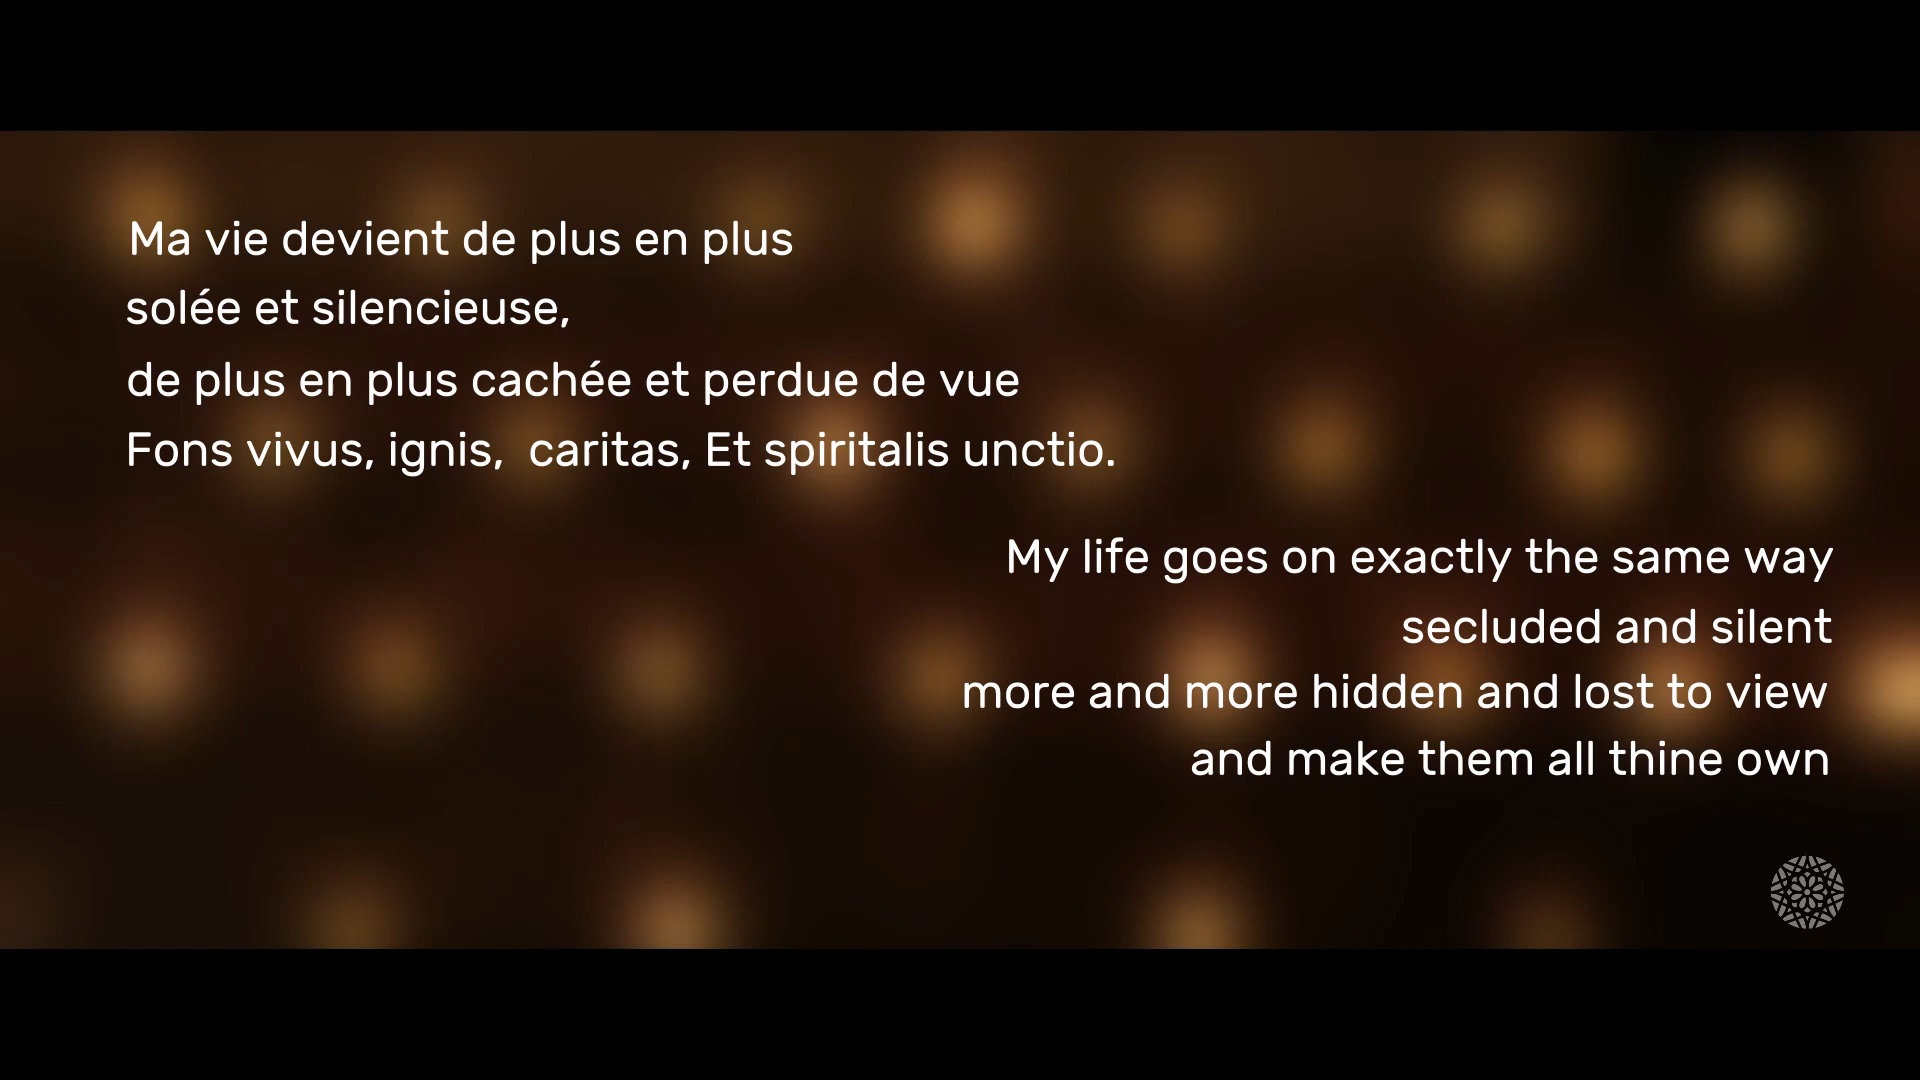 Ma vie devient de plus en plus
solée et silencieuse,
de plus en plus cachée et perdue de vue
Fons vivus, ignis,  caritas, Et spiritalis unctio.
My life goes on exactly the same way
secluded and silent
more and more hidden and lost to view
and make them all thine own